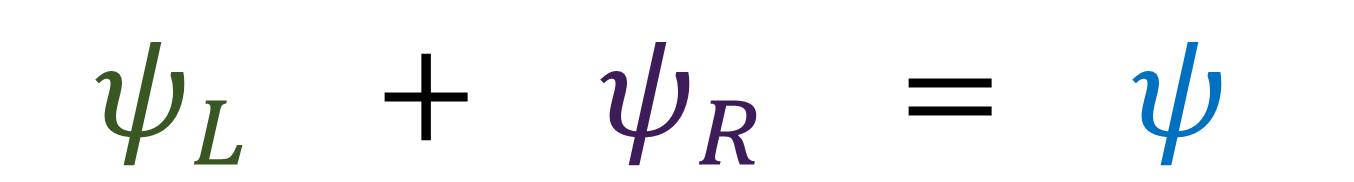 ψ_L + ψ_R = ψ